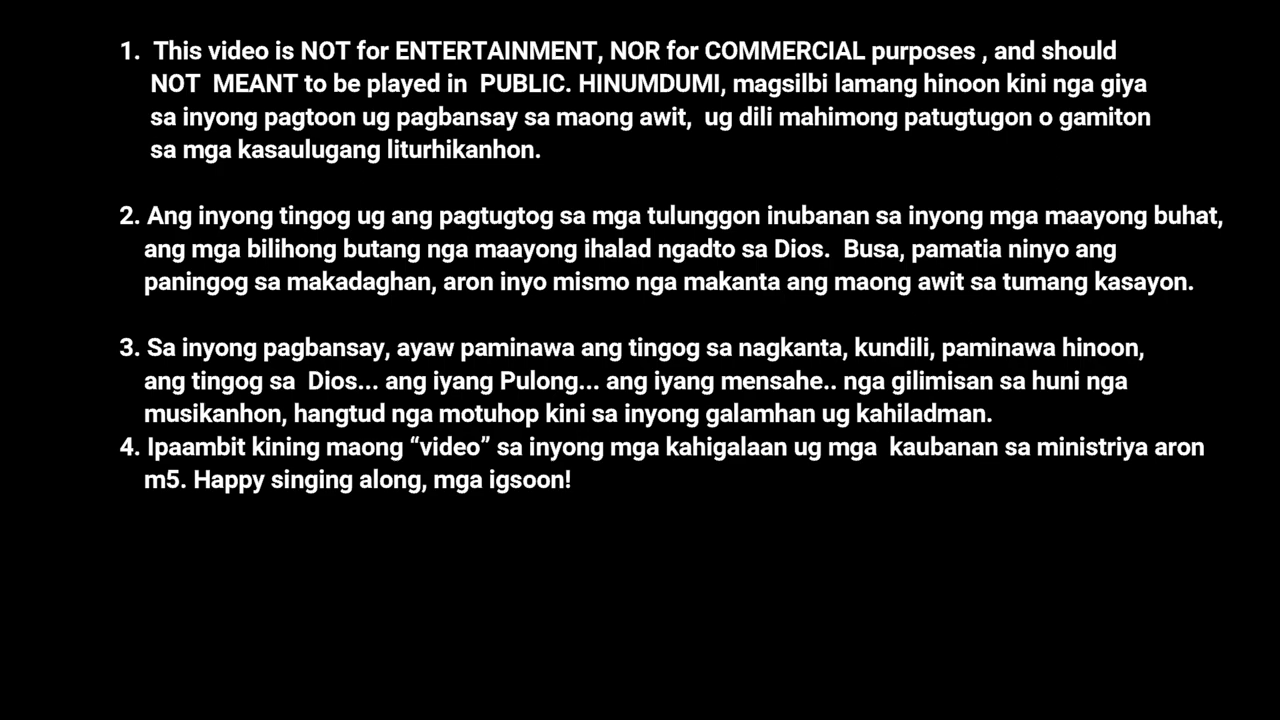 1. This video is NOT for ENTERTAINMENT, NOR for COMMERCIAL purposes , and should
NOT MEANT to be played in PUBLIC. HINUMDUMI, magsilbi lamang hinoon kini nga giya
sa inyong pagtoon ug pagbansay sa maong awit, ug dili mahimong patugtugon o gamiton
sa mga kasaulugang liturhikanhon.
2. Ang inyong tingog ug ang pagtugtog sa mga tulunggon inubanan sa inyong mga maayong buhat,
ang mga bilihong butang nga maayong ihalad ngadto sa Dios. Busa, pamatia ninyo ang
paningog sa makadaghan, aron inyo mismo nga makanta ang maong awit sa tumang kasayon.
3. Sa inyong pagbansay, ayaw paminawa ang tingog sa nagkanta, kundili, paminawa hinoon,
ang tingog sa Dios... ang iyang Pulong... ang iyang mensahe.. nga gilimisan sa huni nga
musikanhon, hangtud nga motuhop kini sa inyong galamhan ug kahiladman.
4. Ipaambit kining maong “video” sa inyong mga kahigalaan ug mga kaubanan sa ministriya aron
m5. Happy singing along, mga igsoon!